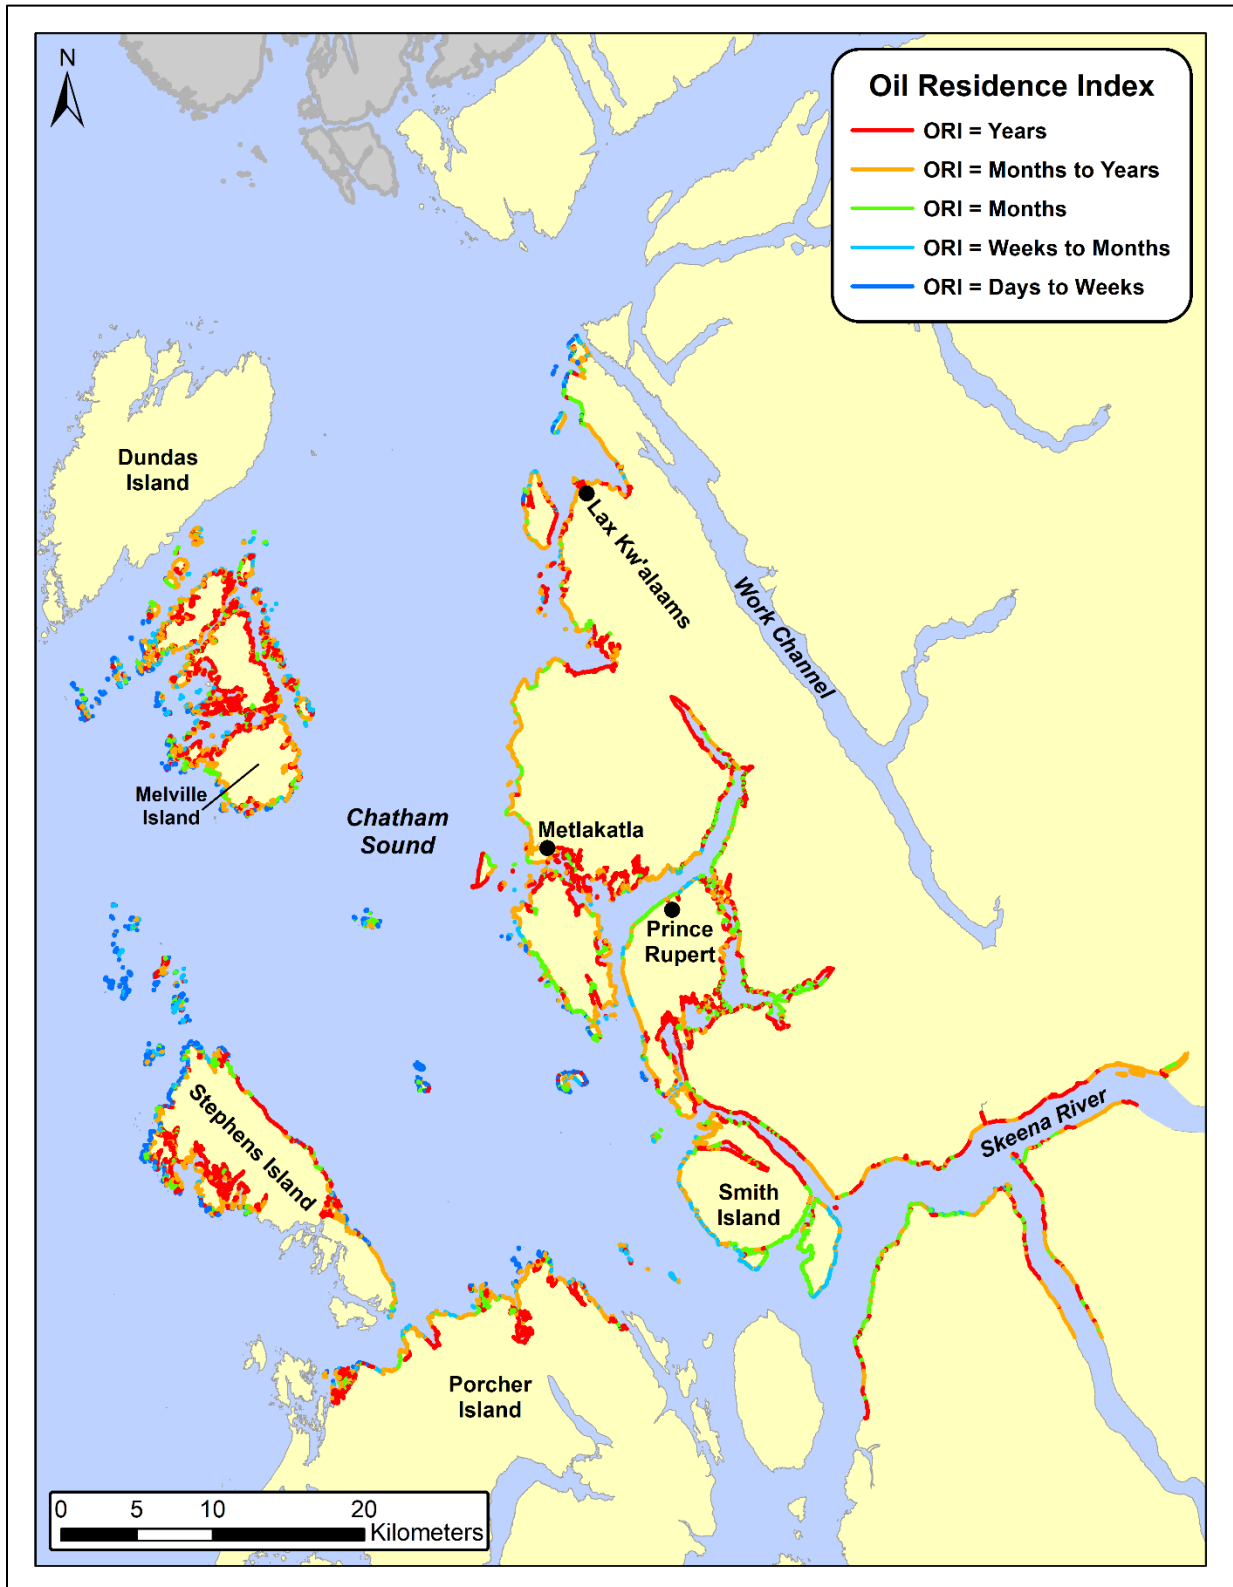 N
Oil Residence Index
ORI = Years
ORI = Months to Years
ORI = Months
ORI = Weeks to Months
ORI = Days to Weeks
Dundas
Island
Lax Kw'alaams
Work Channel
Melville
Island
Chatham
Sound
Metlakatla
Prince
Rupert
Stephens Island
Skeena River
Smith
Island
Porcher
Island
0 5 10 20
Kilometers